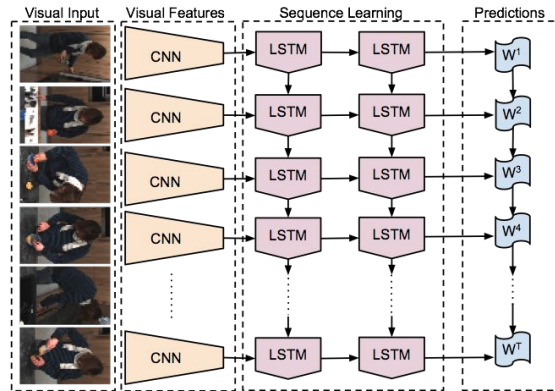 Visual Input Visual Features Sequence Learning Predictions
CNN LSTM LSTM W¹
CNN LSTM LSTM W²
CNN LSTM LSTM W³
CNN LSTM LSTM W⁴
CNN LSTM LSTM Wᵀ